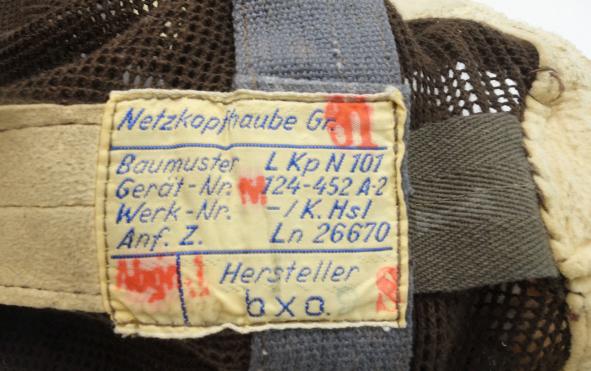 Netzkopfhaube Gr.
Baumuster L Kp N 101
Gerät-Nr. 124-452 A-2
Werk-Nr. -/K. Hsl
Anf. Z. Ln 26670
Hersteller
bxo.